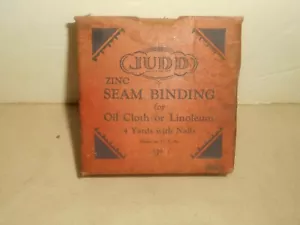 JUDD
ZINC
SEAM BINDING
for
Oil Cloth or Linoleum
4 Yards with Nails